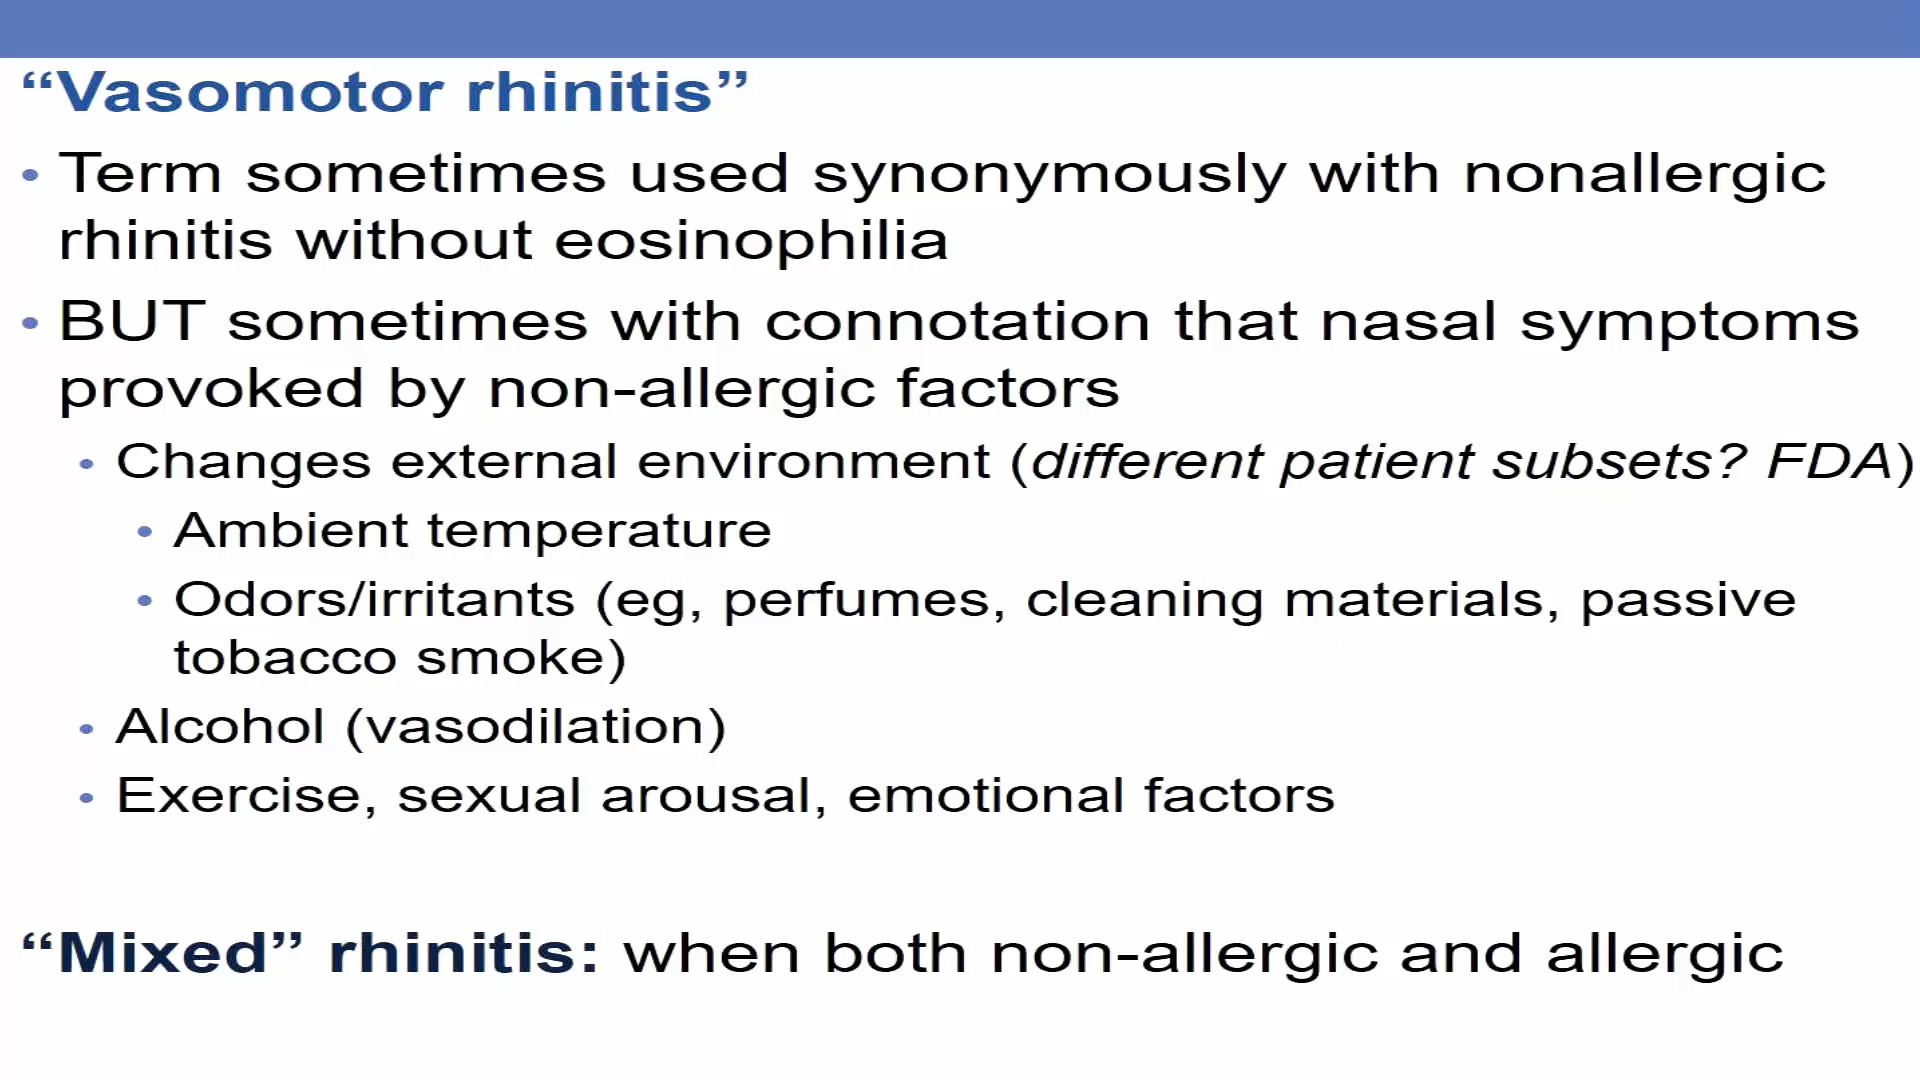 “Vasomotor rhinitis”
• Term sometimes used synonymously with nonallergic
rhinitis without eosinophilia
• BUT sometimes with connotation that nasal symptoms
provoked by non-allergic factors
• Changes external environment (different patient subsets? FDA)
• Ambient temperature
• Odors/irritants (eg, perfumes, cleaning materials, passive
tobacco smoke)
• Alcohol (vasodilation)
• Exercise, sexual arousal, emotional factors
“Mixed” rhinitis: when both non-allergic and allergic